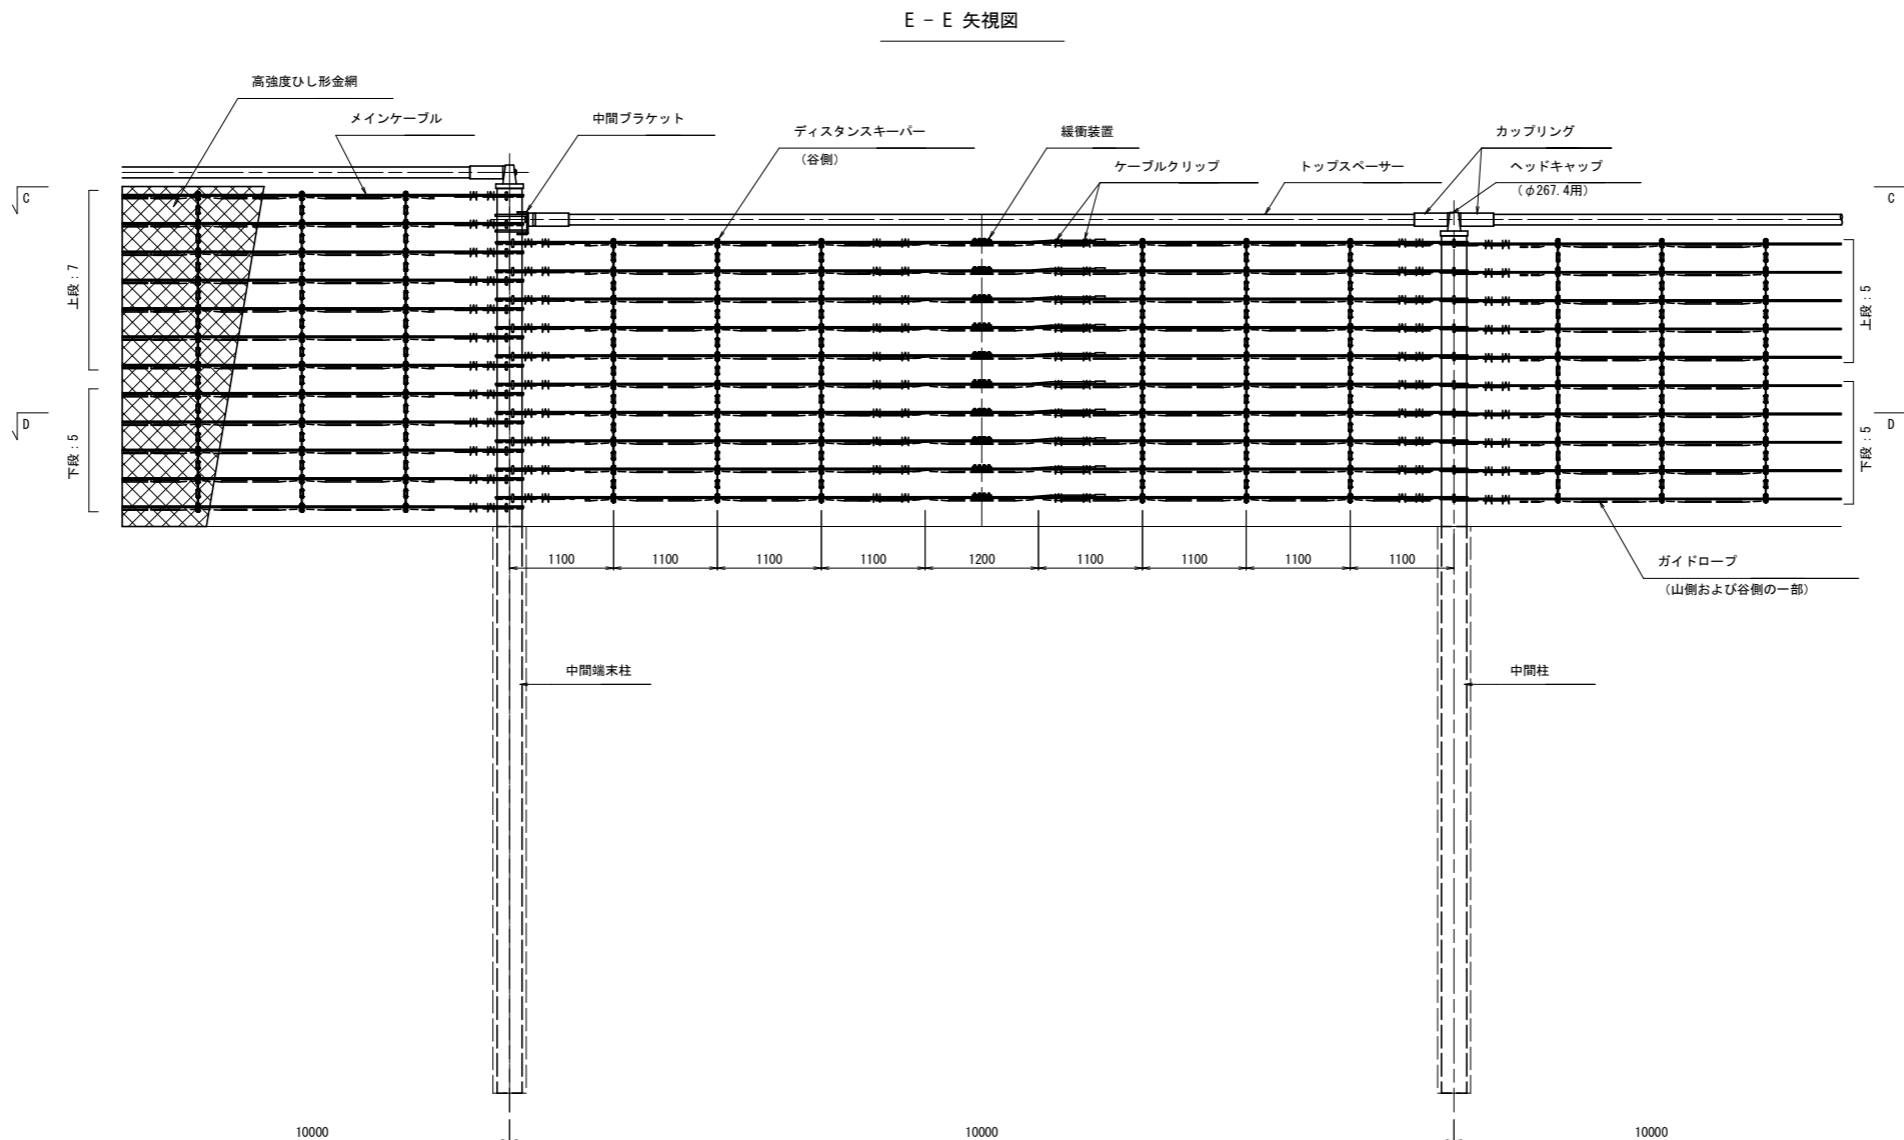 E - E 矢視図
高強度ひし形金網
メインケーブル
中間ブラケット
ディスタンスキーパー
(谷側)
緩衝装置
ケーブルクリップ
トップスペーサー
カップリング
ヘッドキャップ
(φ267.4用)
C
C
上段:7
上段:5
D
D
下段:5
下段:5
1100
1100
1100
1100
1200
1100
1100
1100
1100
ガイドロープ
(山側および谷側の一部)
中間端末柱
中間柱
10000
10000
10000